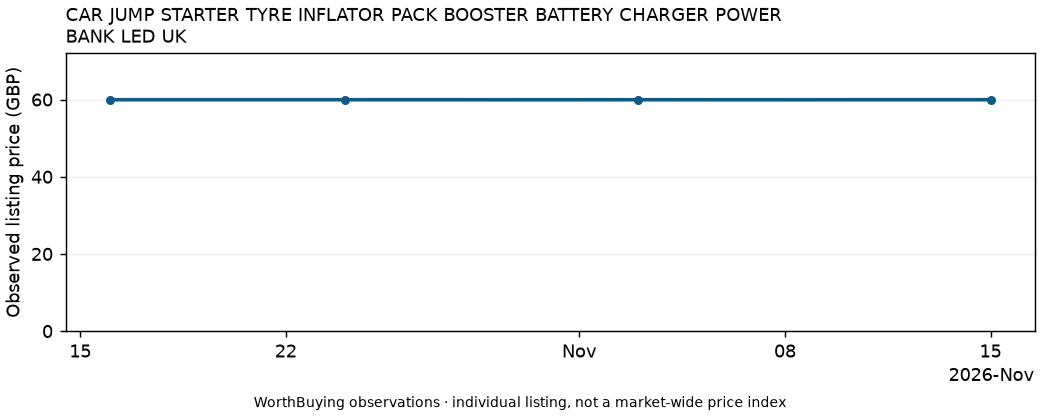 CAR JUMP STARTER TYRE INFLATOR PACK BOOSTER BATTERY CHARGER POWER
BANK LED UK
Observed listing price (GBP)
60
40
20
0
15
22
Nov
08
15
2026-Nov
WorthBuying observations · individual listing, not a market-wide price index